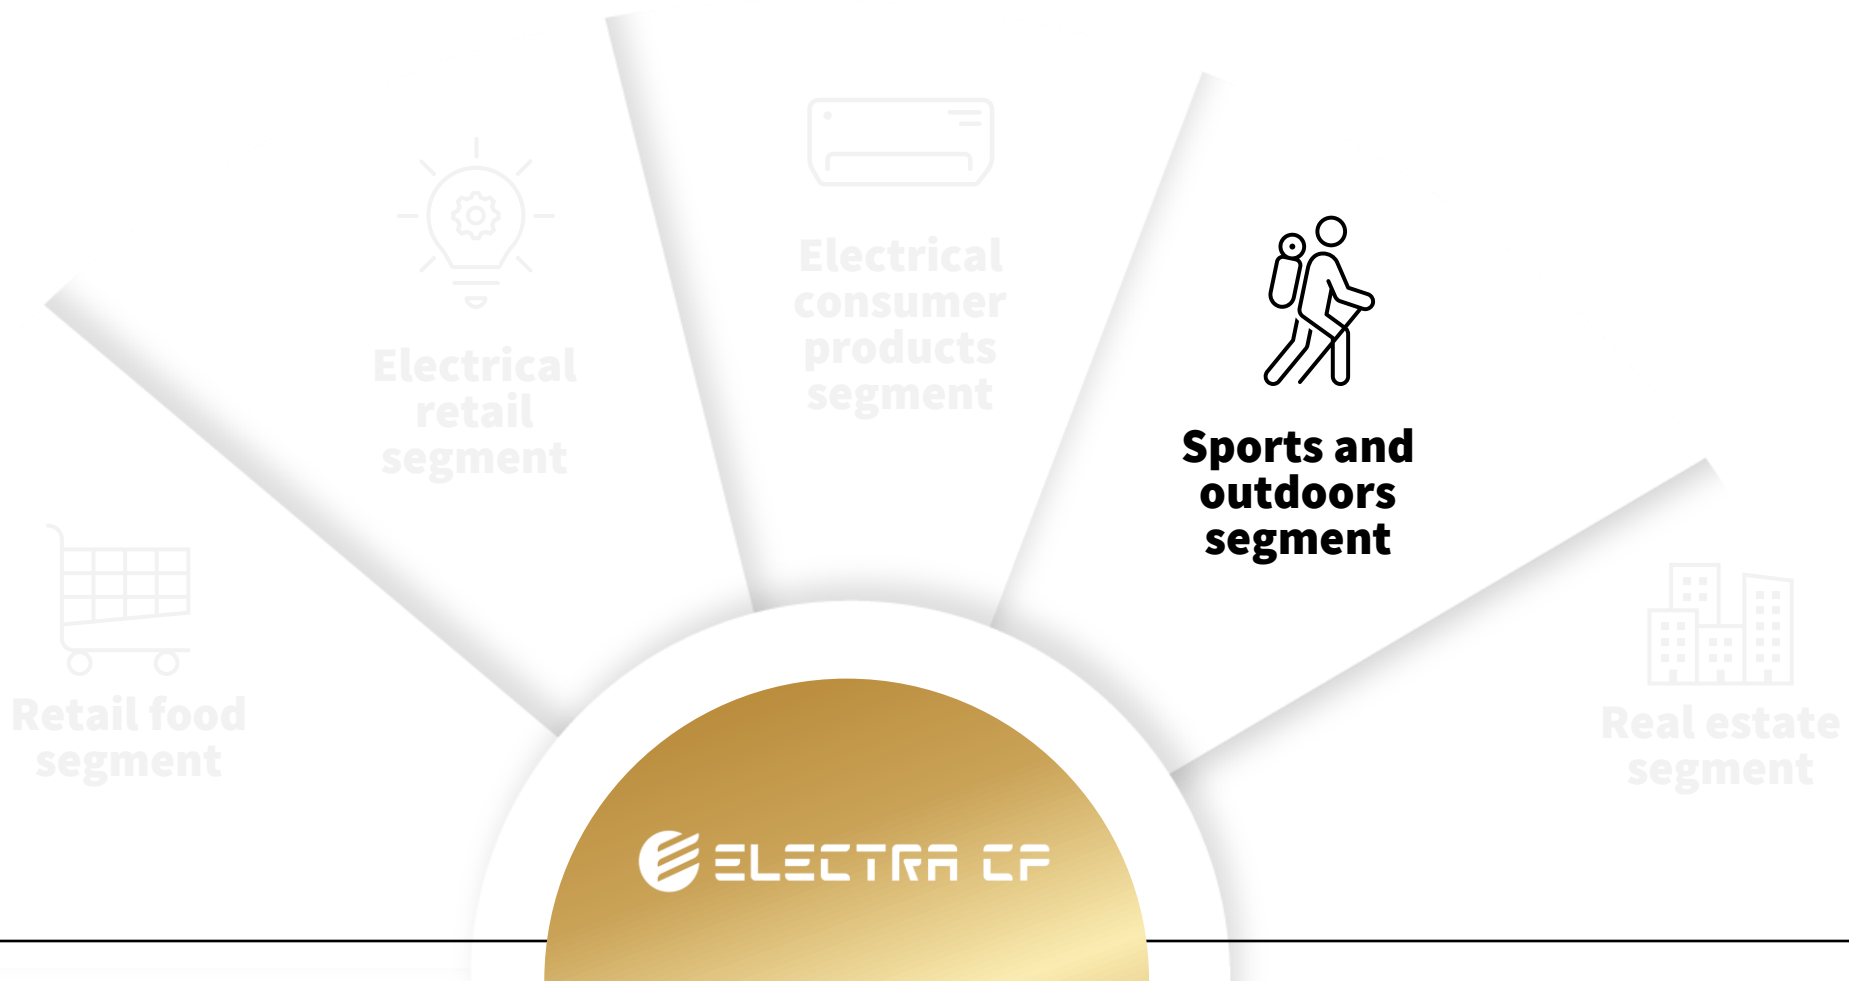 Electrical
consumer
products
segment
Electrical
retail
segment
Sports and
outdoors
segment
Retail food
segment
Real estate
segment
ELECTRA CP